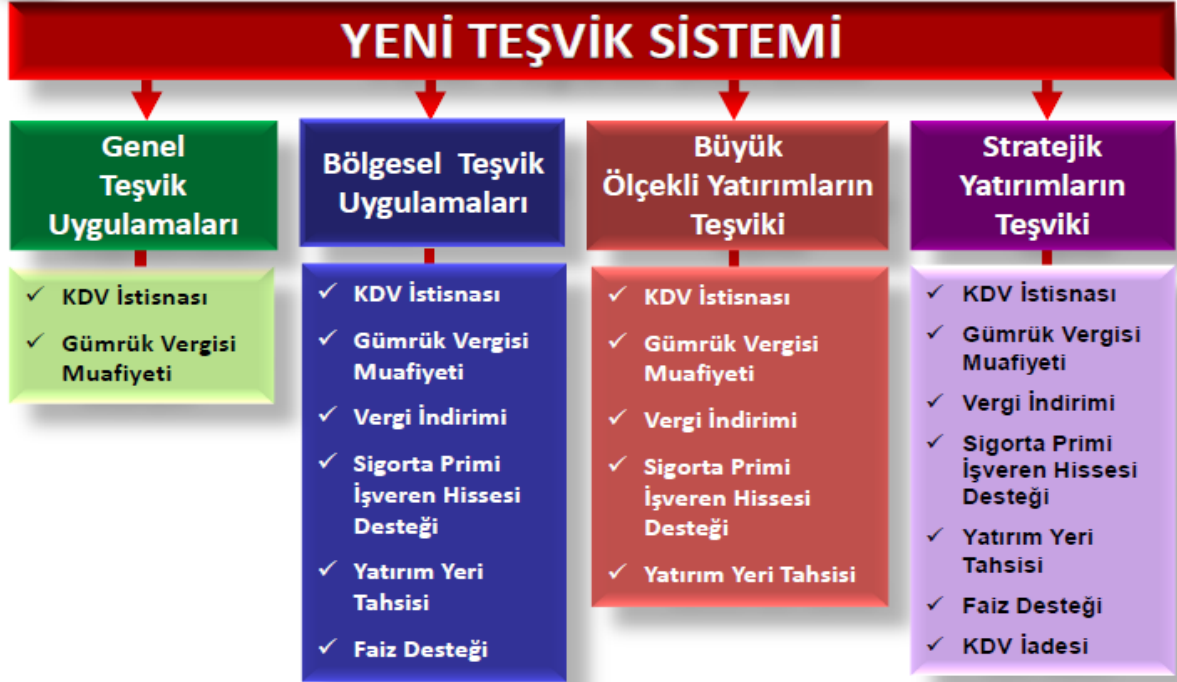 YENİ TEŞVİK SİSTEMİ
Genel
Teşvik
Uygulamaları
✓ KDV İstisnası
✓ Gümrük Vergisi
Muafiyeti
Bölgesel Teşvik
Uygulamaları
✓ KDV İstisnası
✓ Gümrük Vergisi
Muafiyeti
✓ Vergi İndirimi
✓ Sigorta Primi
İşveren Hissesi
Desteği
✓ Yatırım Yeri
Tahsisi
✓ Faiz Desteği
Büyük
Ölçekli Yatırımların
Teşviki
✓ KDV İstisnası
✓ Gümrük Vergisi
Muafiyeti
✓ Vergi İndirimi
✓ Sigorta Primi
İşveren Hissesi
Desteği
✓ Yatırım Yeri Tahsisi
Stratejik
Yatırımların
Teşviki
✓ KDV İstisnası
✓ Gümrük Vergisi
Muafiyeti
✓ Vergi İndirimi
✓ Sigorta Primi
İşveren Hissesi
Desteği
✓ Yatırım Yeri
Tahsisi
✓ Faiz Desteği
✓ KDV İadesi